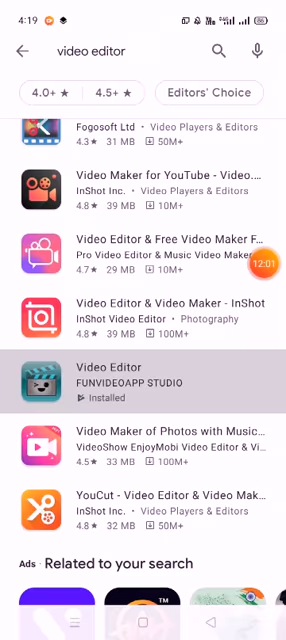 4:19
video editor
4.0+ ★
4.5+ ★
Editors' Choice
Fogosoft Ltd • Video Players & Editors
4.3★ 31 MB 50M+
Video Maker for YouTube - Video....
InShot Inc. • Video Players & Editors
4.8★ 39 MB 10M+
Video Editor & Free Video Maker F...
Pro Video Editor & Music Video Maker
4.7★ 29 MB 10M+
12:01
Video Editor & Video Maker - InShot
InShot Video Editor • Photography
4.8★ 39 MB 100M+
Video Editor
FUNVIDEOAPP STUDIO
Installed
Video Maker of Photos with Music...
VideoShow EnjoyMobi Video Editor & Vi...
4.5★ 33 MB 100M+
YouCut - Video Editor & Video Mak...
InShot Inc. • Video Players & Editors
4.8★ 32 MB 50M+
Ads · Related to your search